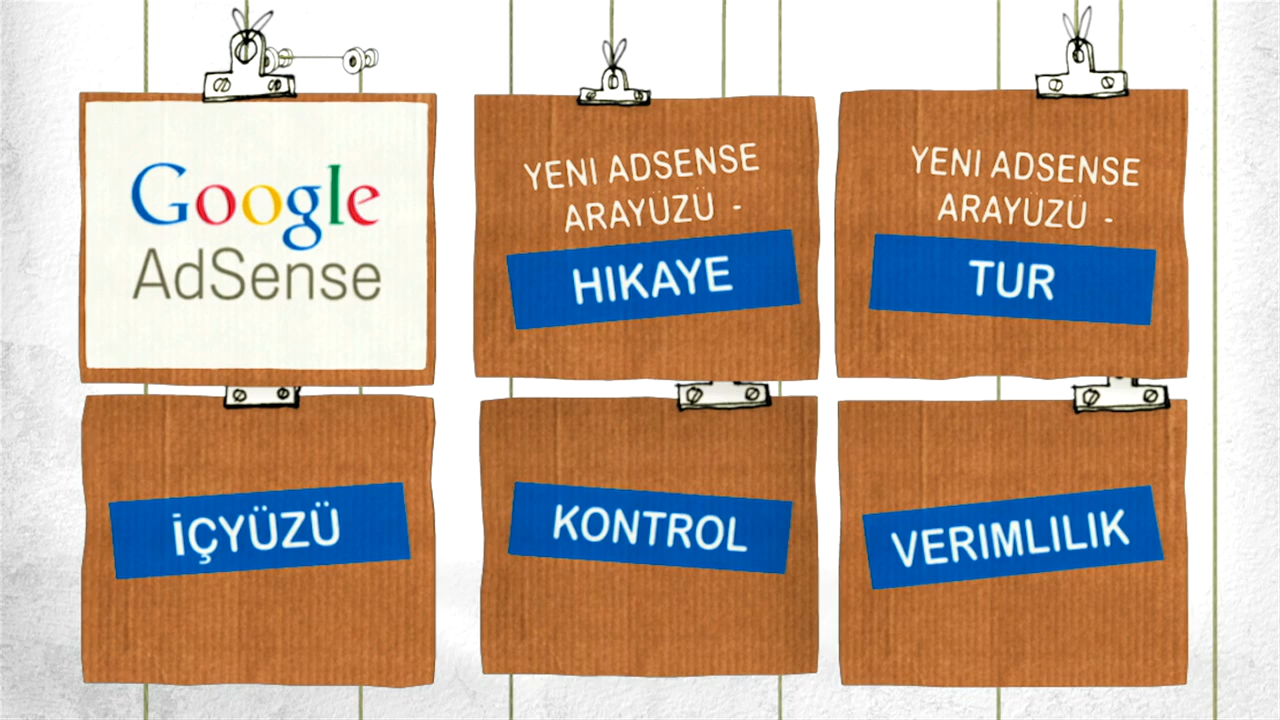 Google
AdSense
YENI ADSENSE
ARAYÜZÜ -
HIKAYE
YENI ADSENSE
ARAYÜZÜ -
TUR
İÇYÜZÜ
KONTROL
VERIMLILIK